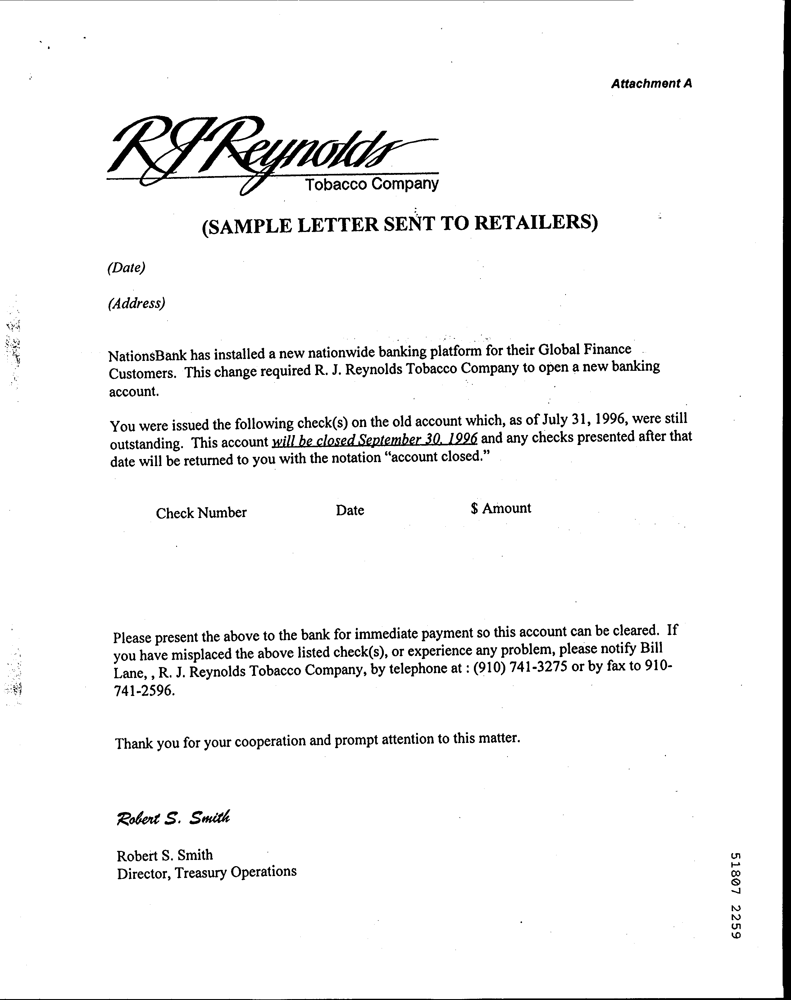 Attachment A
RJReynolds
Tobacco Company
(SAMPLE LETTER SENT TO RETAILERS)
(Date)
(Address)
NationsBank has installed a new nationwide banking platform for their Global Finance
Customers. This change required R. J. Reynolds Tobacco Company to open a new banking
account.
You were issued the following check(s) on the old account which, as of July 31, 1996, were still
outstanding. This account will be closed September 30, 1996 and any checks presented after that
date will be returned to you with the notation “account closed.”
Check Number Date $ Amount
Please present the above to the bank for immediate payment so this account can be cleared. If
you have misplaced the above listed check(s), or experience any problem, please notify Bill
Lane, , R. J. Reynolds Tobacco Company, by telephone at : (910) 741-3275 or by fax to 910-
741-2596.
Thank you for your cooperation and prompt attention to this matter.
Robert S. Smith
Robert S. Smith
Director, Treasury Operations
51807 2259